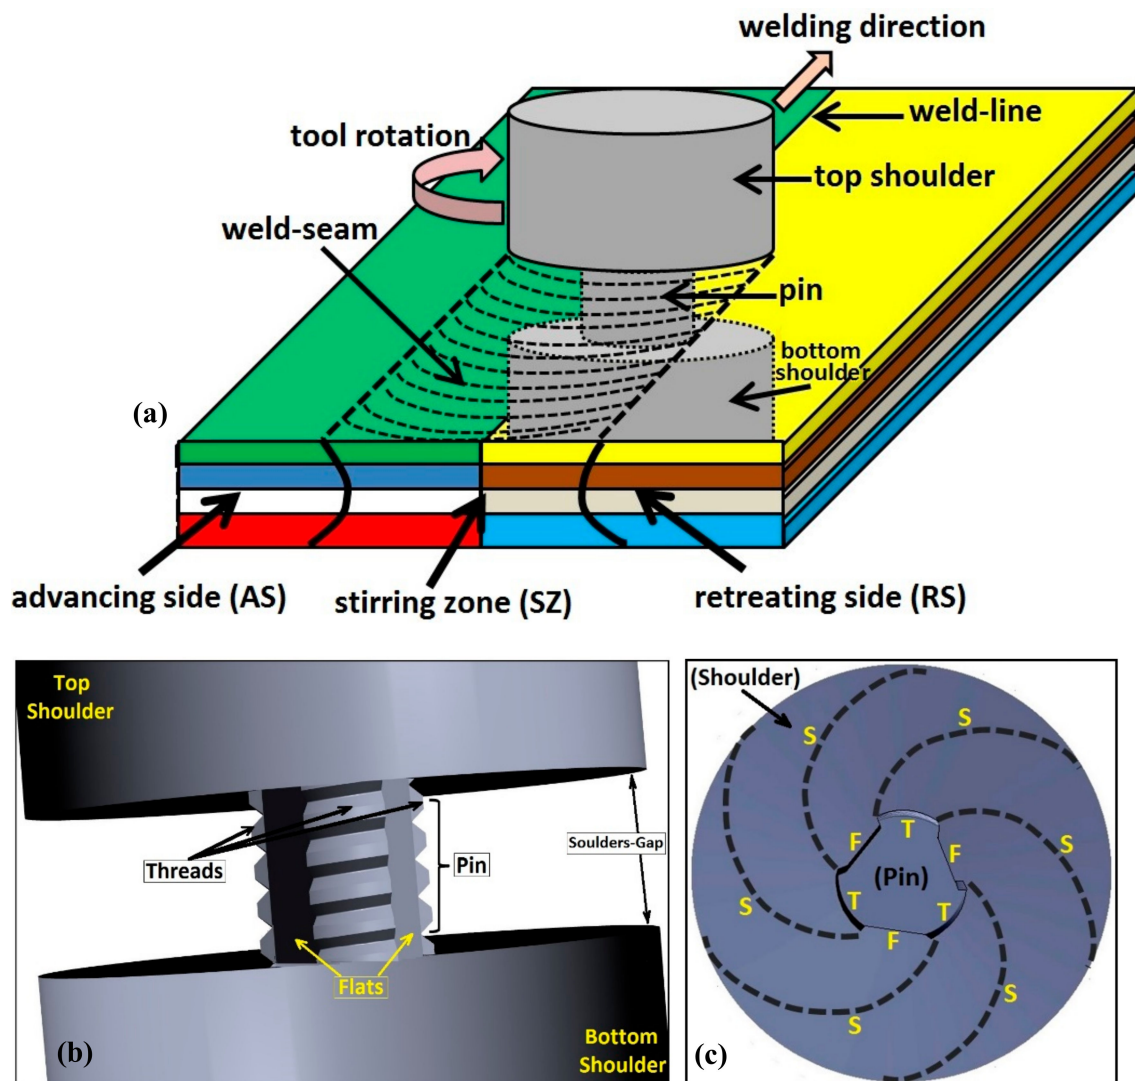 welding direction
tool rotation
weld-line
top shoulder
weld-seam
pin
bottom
shoulder
(a)
advancing side (AS)
stirring zone (SZ)
retreating side (RS)
Top
Shoulder
Threads
Pin
Soulders-Gap
Flats
(b)
Bottom
Shoulder
(Shoulder)
S
S
T
F
F
S
(Pin)
S
T
T
F
S
S
(c)